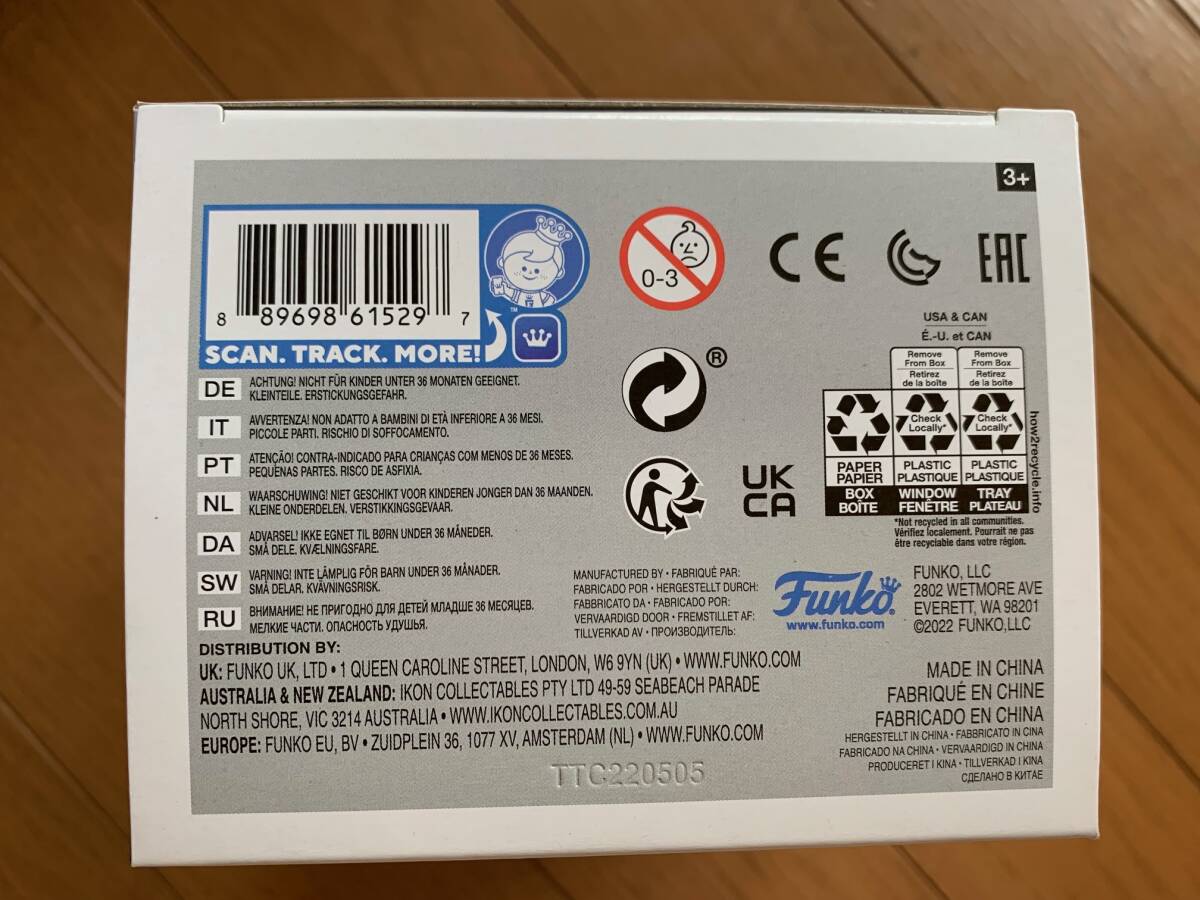 3+
8 89698 61529 7
™
SCAN. TRACK. MORE!
0-3
CE
EAC
USA & CAN
É.-U. et CAN
Remove From Box
Retirez de la boîte
Remove From Box
Retirez de la boîte
Check Locally*
Check Locally*
PAPER
PAPIER
PLASTIC
PLASTIQUE
PLASTIC
PLASTIQUE
BOX
BOÎTE
WINDOW
FENÊTRE
TRAY
PLATEAU
how2recycle.info
*Not recycled in all communities.
Vérifiez localement. Pourrait ne pas
être recyclable dans votre région.
®
UK
CA
DE ACHTUNG! NICHT FÜR KINDER UNTER 36 MONATEN GEEIGNET.
KLEINTEILE. ERSTICKUNGSGEFAHR.
IT AVVERTENZA! NON ADATTO A BAMBINI DI ETÀ INFERIORE A 36 MESI.
PICCOLE PARTI. RISCHIO DI SOFFOCAMENTO.
PT ATENÇÃO! CONTRA-INDICADO PARA CRIANÇAS COM MENOS DE 36 MESES.
PEQUENAS PARTES. RISCO DE ASFIXIA.
NL WAARSCHUWING! NIET GESCHIKT VOOR KINDEREN JONGER DAN 36 MAANDEN.
KLEINE ONDERDELEN. VERSTIKKINGSGEVAAR.
DA ADVARSEL! IKKE EGNET TIL BØRN UNDER 36 MÅNEDER.
SMÅ DELE. KVÆLNINGSFARE.
SW VARNING! INTE LÄMPLIG FÖR BARN UNDER 36 MÅNADER.
SMÅ DELAR. KVÄVNINGSRISK.
RU ВНИМАНИЕ! НЕ ПРИГОДНО ДЛЯ ДЕТЕЙ МЛАДШЕ 36 МЕСЯЦЕВ.
МЕЛКИЕ ЧАСТИ. ОПАСНОСТЬ УДУШЬЯ.
MANUFACTURED BY • FABRIQUÉ PAR:
FABRICADO POR • HERGESTELLT DURCH:
FABBRICATO DA • FABRICADO POR:
VERVAARDIGD DOOR • FREMSTILLET AF:
TILLVERKAD AV • ПРОИЗВОДИТЕЛЬ:
Funko®
www.funko.com
FUNKO, LLC
2802 WETMORE AVE
EVERETT, WA 98201
©2022 FUNKO,LLC
DISTRIBUTION BY:
UK: FUNKO UK, LTD • 1 QUEEN CAROLINE STREET, LONDON, W6 9YN (UK) • WWW.FUNKO.COM
AUSTRALIA & NEW ZEALAND: IKON COLLECTABLES PTY LTD 49-59 SEABEACH PARADE
NORTH SHORE, VIC 3214 AUSTRALIA • WWW.IKONCOLLECTABLES.COM.AU
EUROPE: FUNKO EU, BV • ZUIDPLEIN 36, 1077 XV, AMSTERDAM (NL) • WWW.FUNKO.COM
MADE IN CHINA
FABRIQUÉ EN CHINE
FABRICADO EN CHINA
HERGESTELLT IN CHINA • FABBRICATO IN CINA
FABRICADO NA CHINA • VERVAARDIGD IN CHINA
PRODUCERET I KINA • TILLVERKAD I KINA
СДЕЛАНО В КИТАЕ
TTC220505